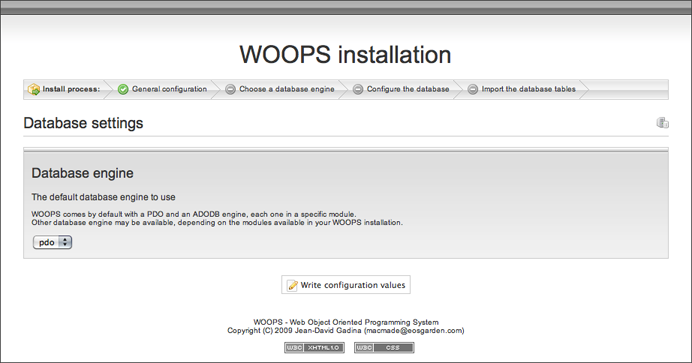 WOOPS installation
Install process: General configuration Choose a database engine Configure the database Import the database tables
Database settings
Database engine
The default database engine to use
WOOPS comes by default with a PDO and an ADODB engine, each one in a specific module.
Other database engine may be available, depending on the modules available in your WOOPS installation.
pdo
Write configuration values
WOOPS - Web Object Oriented Programming System
Copyright (C) 2009 Jean-David Gadina (macmade@eosgarden.com)
W3C XHTML 1.0 W3C CSS